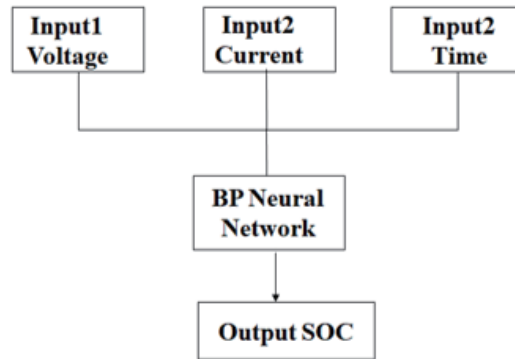 Input1
Voltage
Input2
Current
Input2
Time
BP Neural
Network
Output SOC